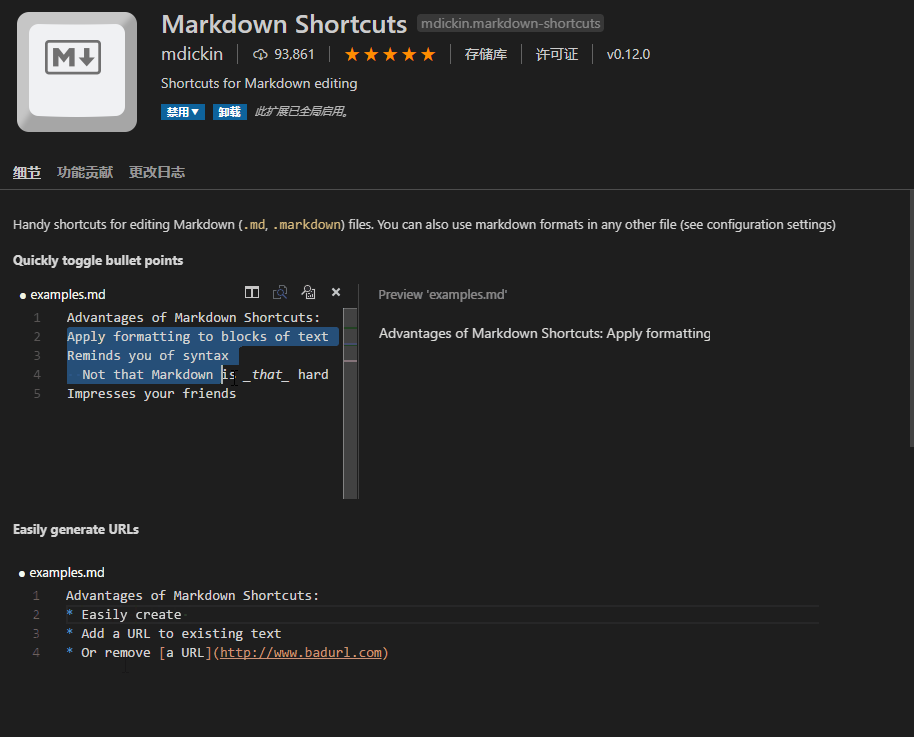 Markdown Shortcuts mdickin.markdown-shortcuts
M
mdickin 93,861 存储库 许可证 v0.12.0
Shortcuts for Markdown editing
禁用 卸载 此扩展已全局启用。
细节 功能贡献 更改日志
Handy shortcuts for editing Markdown (.md, .markdown) files. You can also use markdown formats in any other file (see configuration settings)
Quickly toggle bullet points
examples.md
1 Advantages of Markdown Shortcuts:
2 Apply formatting to blocks of text
3 Reminds you of syntax
4 Not that Markdown is _that_ hard
5 Impresses your friends
Preview 'examples.md'
Advantages of Markdown Shortcuts: Apply formatting
Easily generate URLs
examples.md
1 Advantages of Markdown Shortcuts:
2 * Easily create
3 * Add a URL to existing text
4 * Or remove [a URL](http://www.badurl.com)